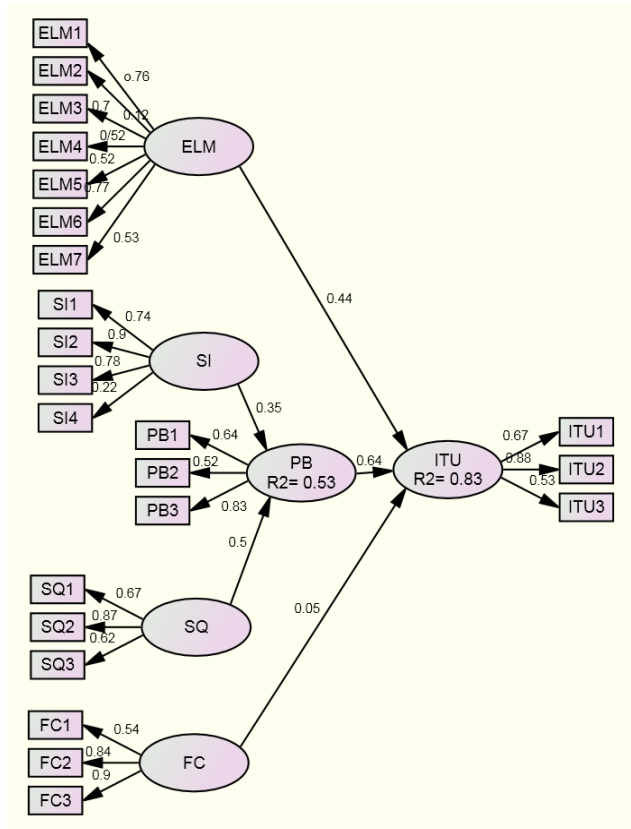 ELM1
ELM2
ELM3
ELM4
ELM5
ELM6
ELM7
o.76
0.12
0.7
0/52
0.52
0.77
0.53
ELM
0.44
SI1
SI2
SI3
SI4
0.74
0.9
0.78
0.22
SI
0.35
PB1
PB2
PB3
0.64
0.52
0.83
PB
R2= 0.53
0.64
ITU
R2= 0.83
0.67
0.88
0.53
ITU1
ITU2
ITU3
0.5
SQ1
SQ2
SQ3
0.67
0.87
0.62
SQ
0.05
FC1
FC2
FC3
0.54
0.84
0.9
FC